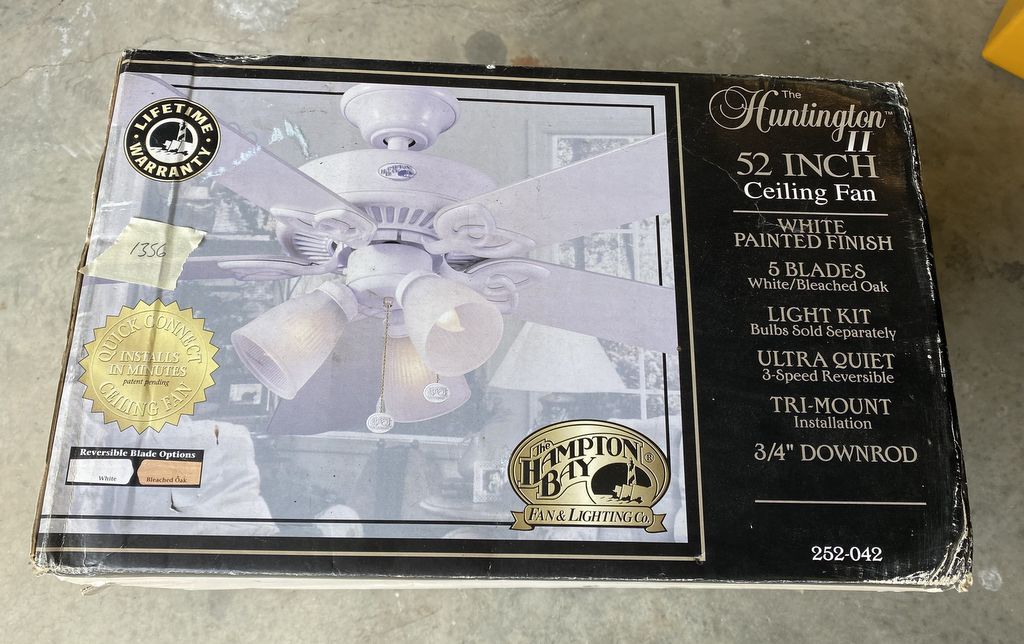 LIFETIME
WARRANTY
1356
QUICK CONNECT
INSTALLS
IN MINUTES
patent pending
CEILING FAN
Reversible Blade Options
White
Bleached Oak
The
HAMPTON
BAY
®
FAN & LIGHTING CO.
The
Huntington™
II
52 INCH
Ceiling Fan
WHITE
PAINTED FINISH
5 BLADES
White/Bleached Oak
LIGHT KIT
Bulbs Sold Separately
ULTRA QUIET
3-Speed Reversible
TRI-MOUNT
Installation
3/4" DOWNROD
252-042